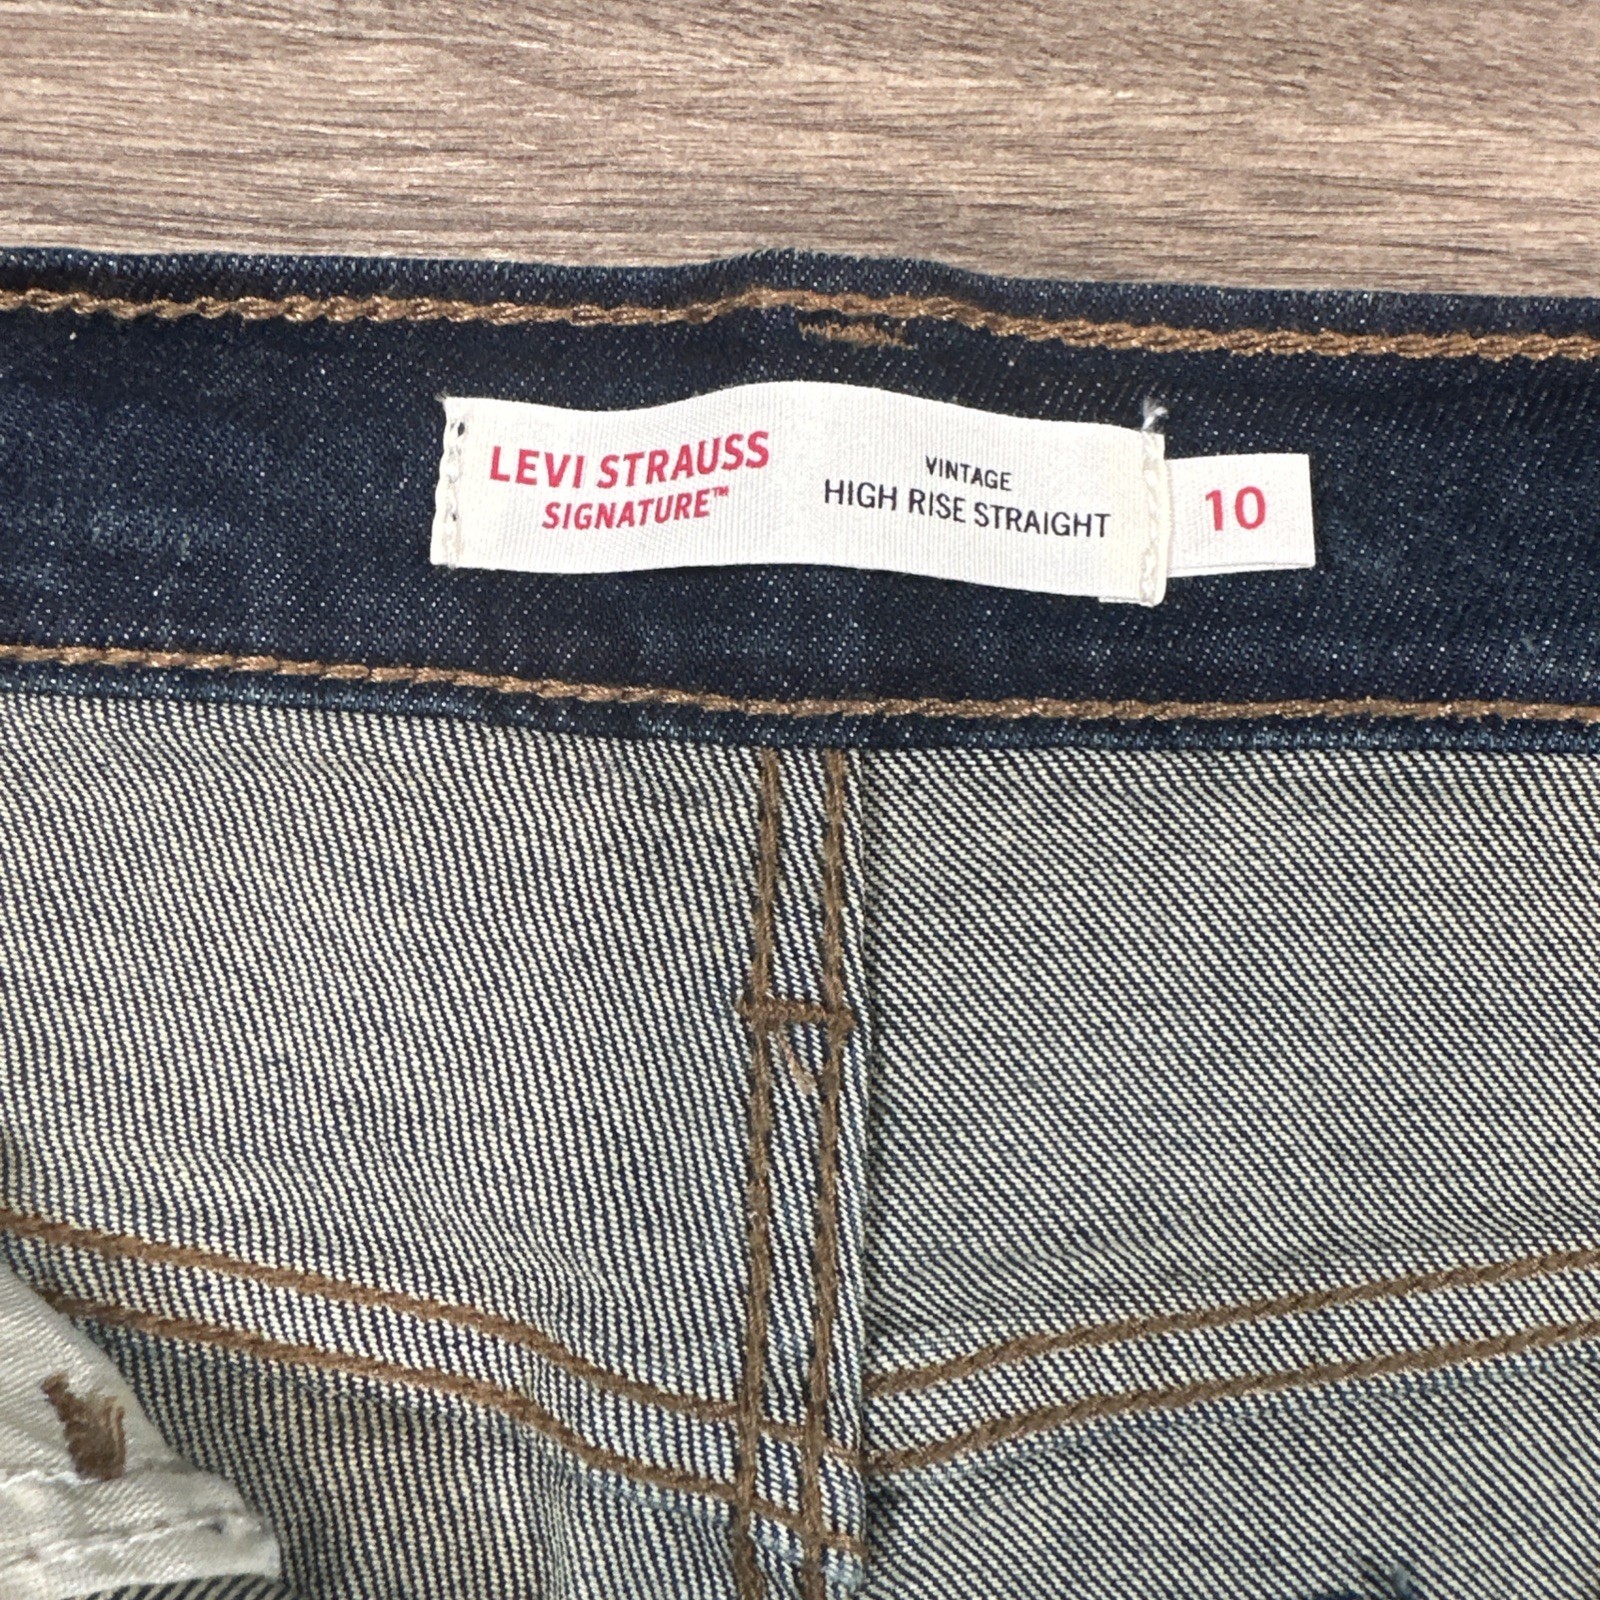 LEVI STRAUSS
SIGNATURE™
VINTAGE
HIGH RISE STRAIGHT
10